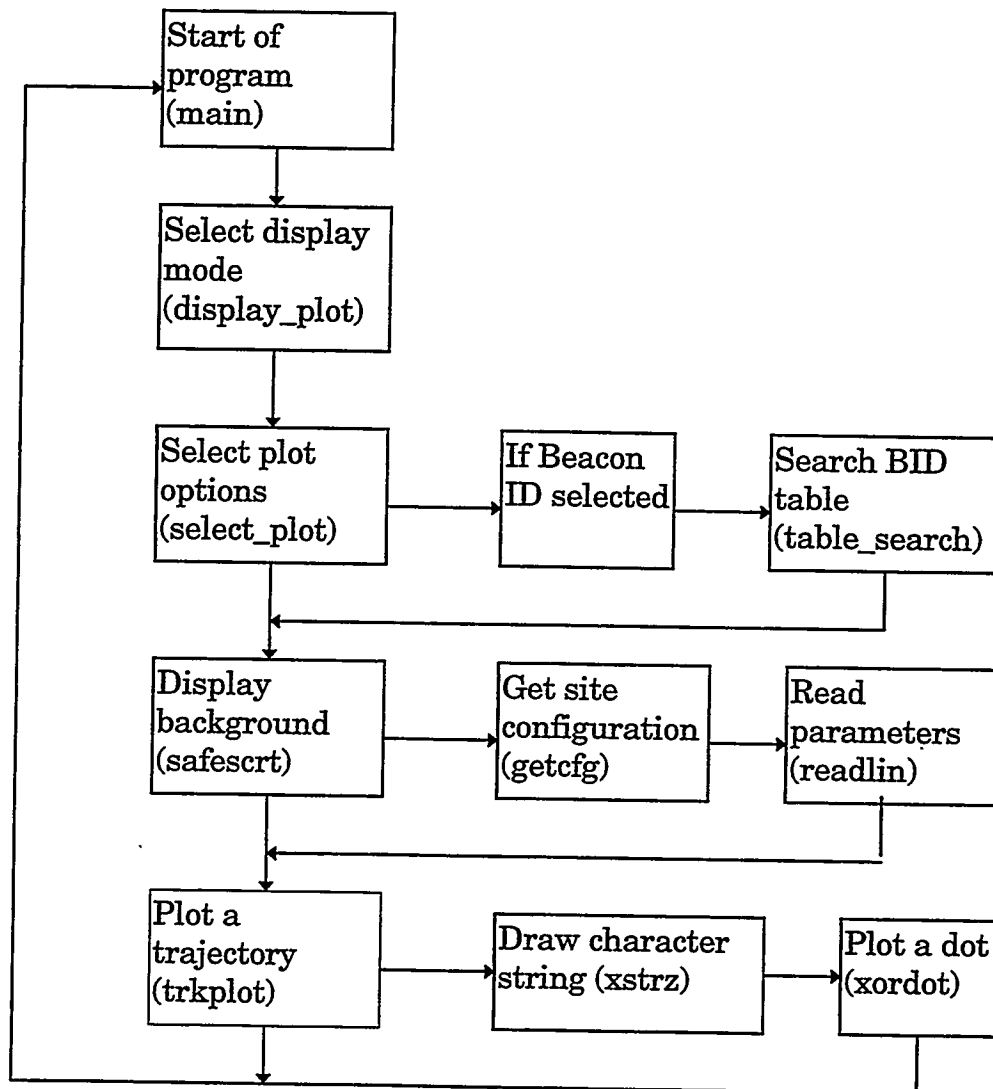 Start of
program
(main)
Select display
mode
(display_plot)
Select plot
options
(select_plot)
If Beacon
ID selected
Search BID
table
(table_search)
Display
background
(safescrt)
Get site
configuration
(getcfg)
Read
parameters
(readlin)
Plot a
trajectory
(trkplot)
Draw character
string (xstrz)
Plot a dot
(xordot)